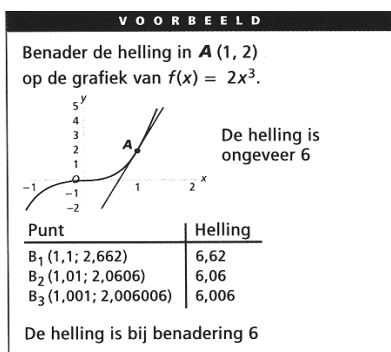 VOORBEELD
Benader de helling in A (1, 2)
op de grafiek van f(x) = 2x³.
y
5
4
3
2
1
A
O
-1
1
2
x
-1
-2
De helling is
ongeveer 6
Punt Helling
B₁ (1,1; 2,662) 6,62
B₂ (1,01; 2,0606) 6,06
B₃ (1,001; 2,006006) 6,006
De helling is bij benadering 6